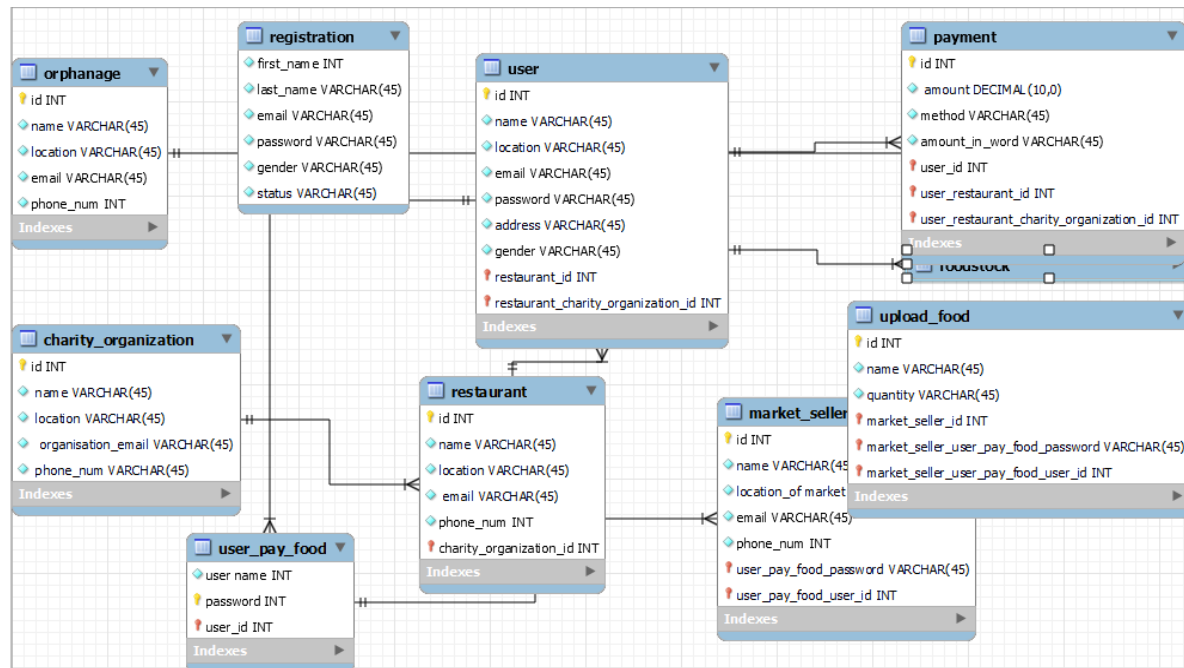 orphanage
id INT
name VARCHAR(45)
location VARCHAR(45)
email VARCHAR(45)
phone_num INT
Indexes
registration
first_name INT
last_name VARCHAR(45)
email VARCHAR(45)
password VARCHAR(45)
gender VARCHAR(45)
status VARCHAR(45)
user
id INT
name VARCHAR(45)
location VARCHAR(45)
email VARCHAR(45)
password VARCHAR(45)
address VARCHAR(45)
gender VARCHAR(45)
restaurant_id INT
restaurant_charity_organization_id INT
Indexes
payment
id INT
amount DECIMAL(10,0)
method VARCHAR(45)
amount_in_word VARCHAR(45)
user_id INT
user_restaurant_id INT
user_restaurant_charity_organization_id INT
Indexes
foodstock
charity_organization
id INT
name VARCHAR(45)
location VARCHAR(45)
organisation_email VARCHAR(45)
phone_num VARCHAR(45)
Indexes
restaurant
id INT
name VARCHAR(45)
location VARCHAR(45)
email VARCHAR(45)
phone_num INT
charity_organization_id INT
Indexes
upload_food
id INT
name VARCHAR(45)
quantity VARCHAR(45)
market_seller_id INT
market_seller_user_pay_food_password VARCHAR(45)
market_seller_user_pay_food_user_id INT
Indexes
market_seller
id INT
name VARCHAR(45)
location_of market
email VARCHAR(45)
phone_num INT
user_pay_food_password VARCHAR(45)
user_pay_food_user_id INT
Indexes
user_pay_food
user name INT
password INT
user_id INT
Indexes